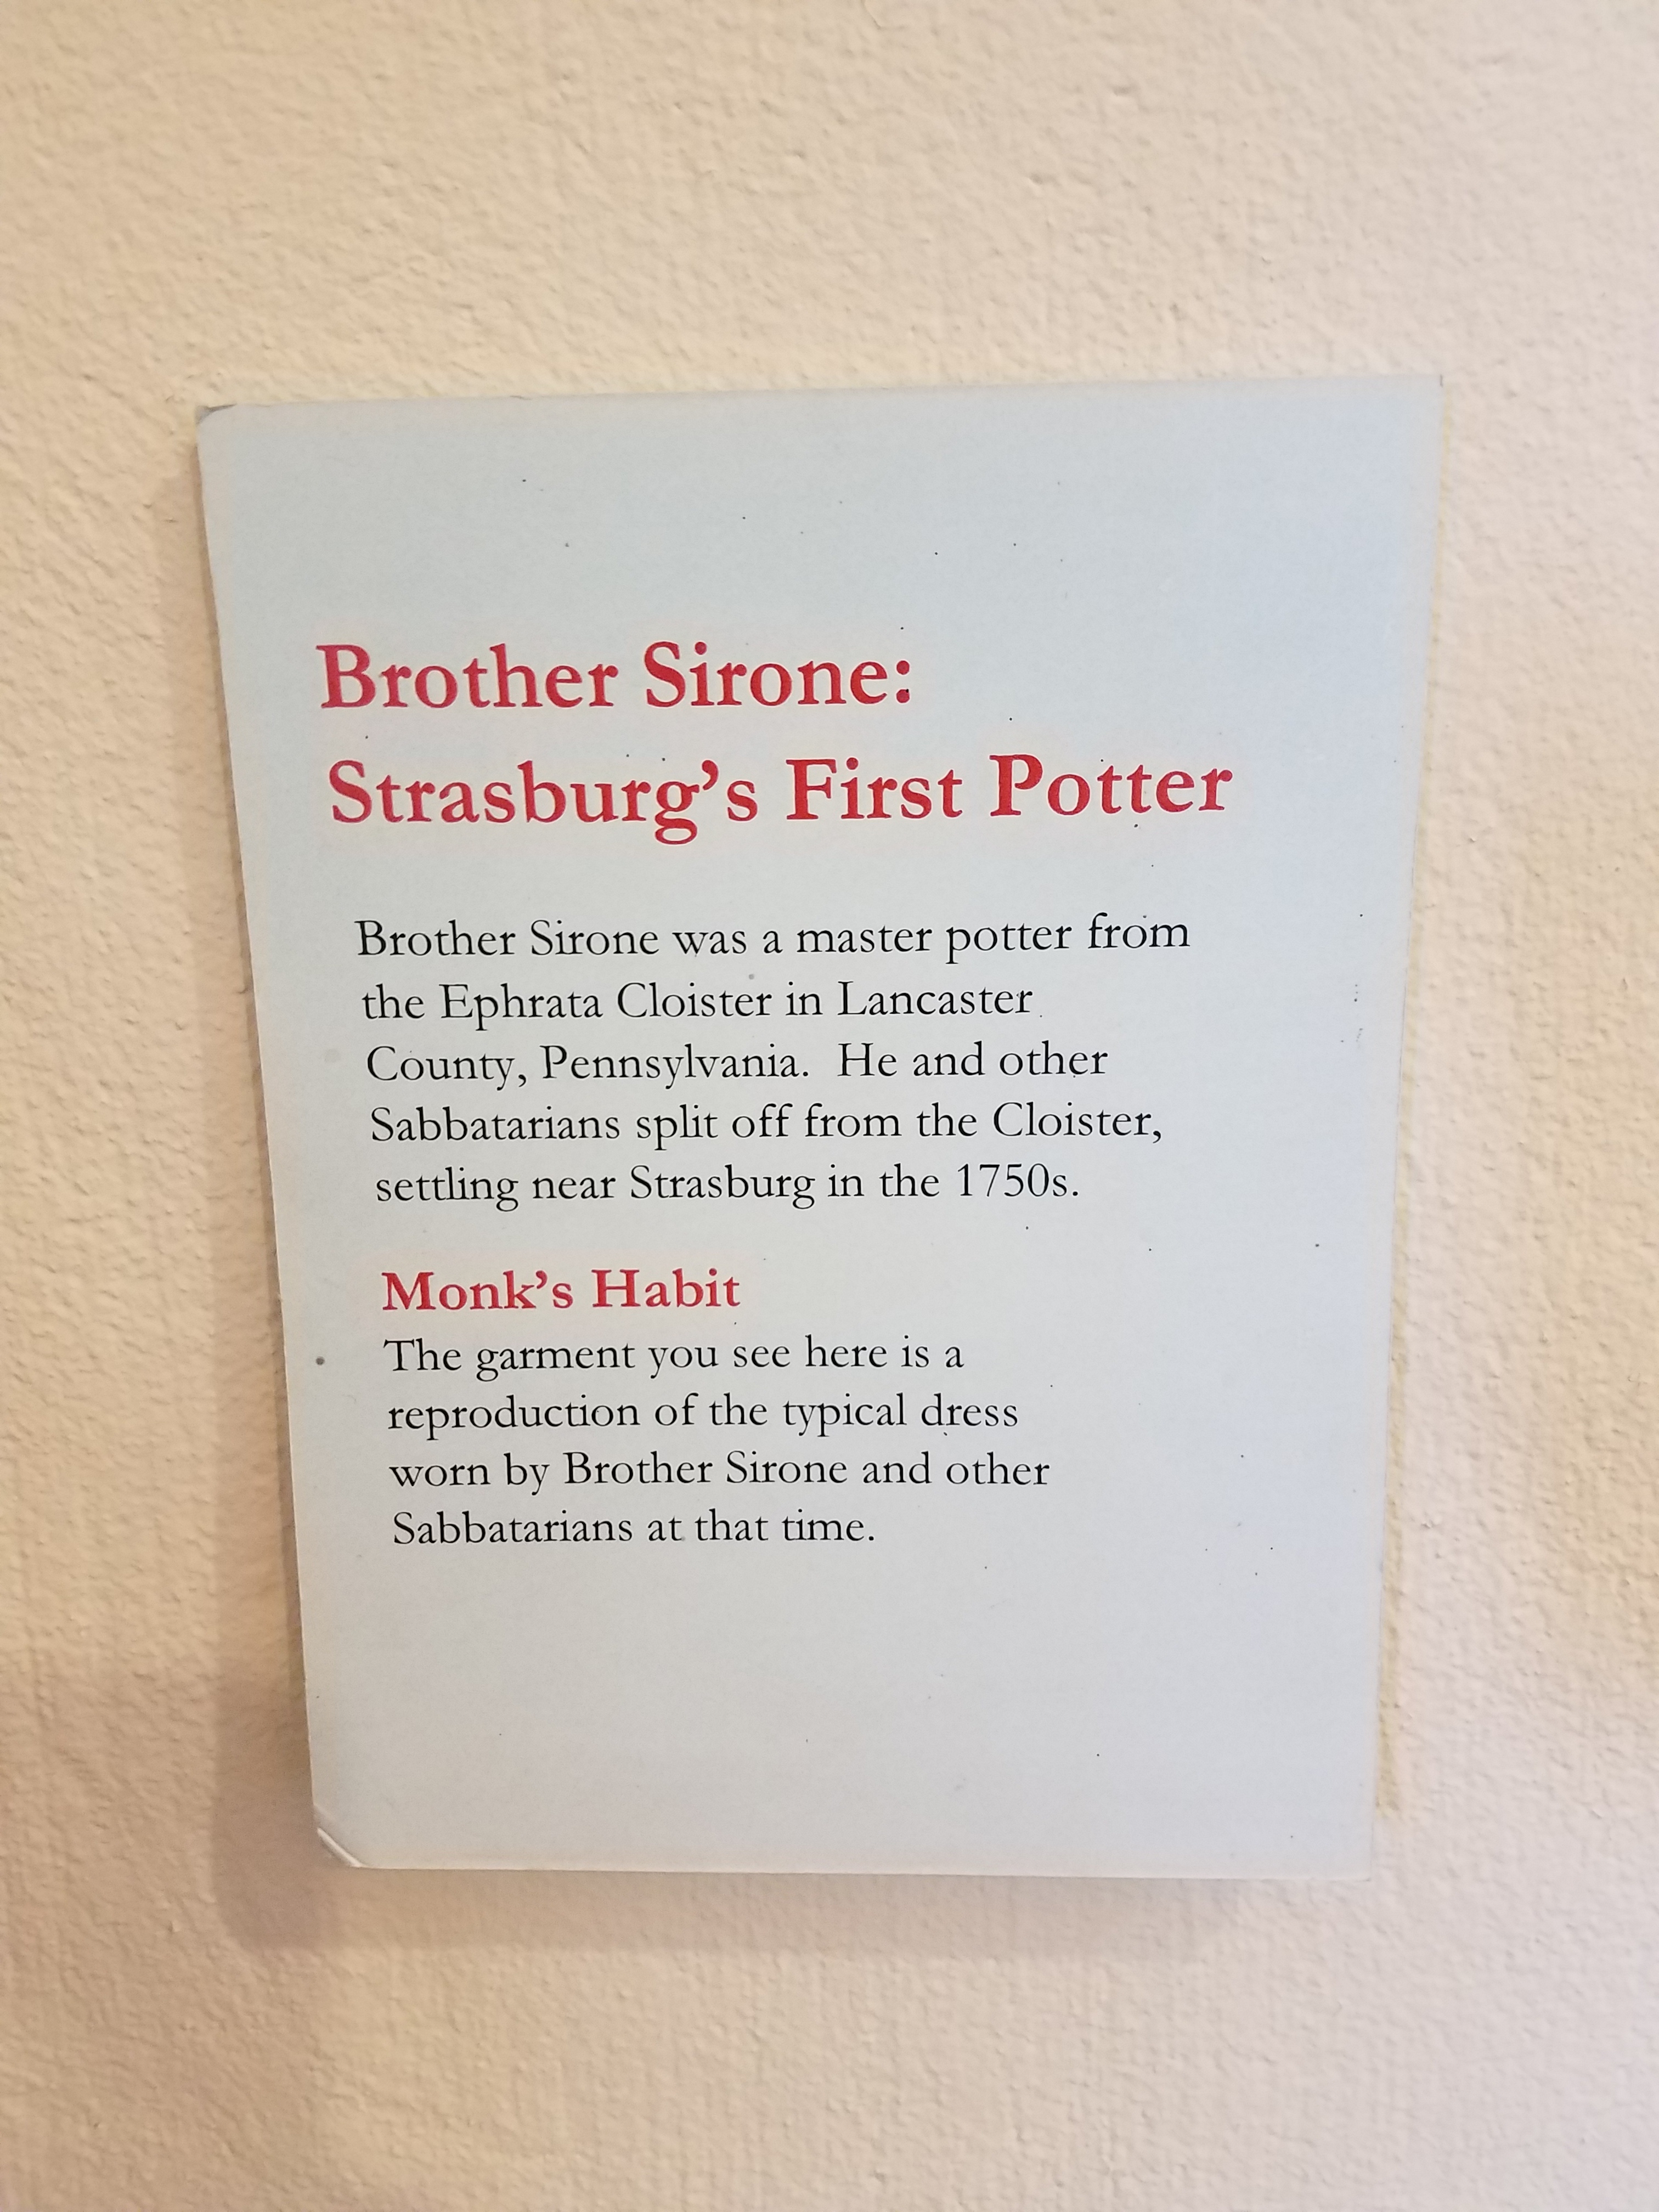 Brother Sirone:
Strasburg's First Potter
Brother Sirone was a master potter from
the Ephrata Cloister in Lancaster
County, Pennsylvania.  He and other
Sabbatarians split off from the Cloister,
settling near Strasburg in the 1750s.
Monk's Habit
The garment you see here is a
reproduction of the typical dress
worn by Brother Sirone and other
Sabbatarians at that time.